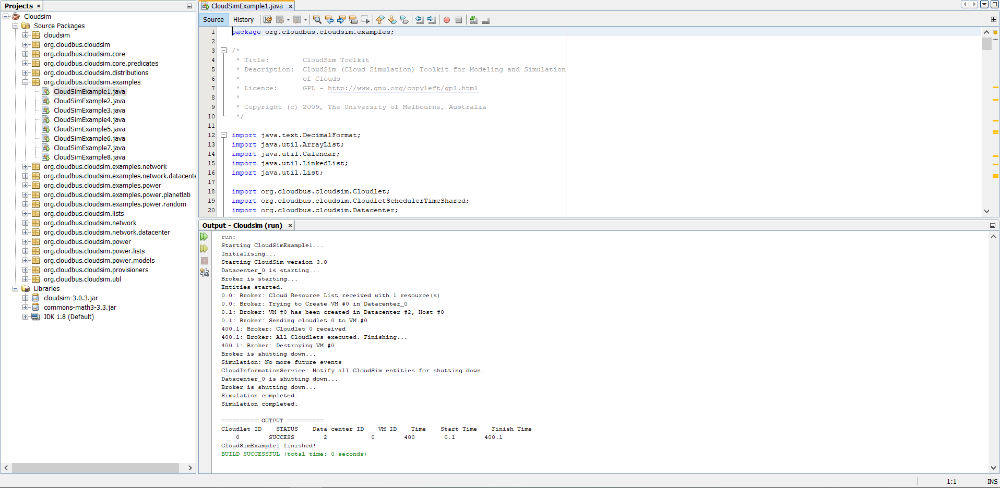 Projects
Cloudsim
Source Packages
cloudsim
org.cloudbus.cloudsim
org.cloudbus.cloudsim.core
org.cloudbus.cloudsim.core.predicates
org.cloudbus.cloudsim.distributions
org.cloudbus.cloudsim.examples
CloudSimExample1.java
CloudSimExample2.java
CloudSimExample3.java
CloudSimExample4.java
CloudSimExample5.java
CloudSimExample6.java
CloudSimExample7.java
CloudSimExample8.java
org.cloudbus.cloudsim.examples.network
org.cloudbus.cloudsim.examples.network.datacente
org.cloudbus.cloudsim.examples.power
org.cloudbus.cloudsim.examples.power.planetlab
org.cloudbus.cloudsim.examples.power.random
org.cloudbus.cloudsim.lists
org.cloudbus.cloudsim.network
org.cloudbus.cloudsim.network.datacenter
org.cloudbus.cloudsim.power
org.cloudbus.cloudsim.power.lists
org.cloudbus.cloudsim.power.models
org.cloudbus.cloudsim.provisioners
org.cloudbus.cloudsim.util
Libraries
cloudsim-3.0.3.jar
commons-math3-3.3.jar
JDK 1.8 (Default)
CloudSimExample1.java
Source History
1 package org.cloudbus.cloudsim.examples;
2
3 /*
4 * Title: CloudSim Toolkit
5 * Description: CloudSim (Cloud Simulation) Toolkit for Modeling and Simulation
6 * of Clouds
7 * Licence: GPL - http://www.gnu.org/copyleft/gpl.html
8 *
9 * Copyright (c) 2009, The University of Melbourne, Australia
10 */
11
12 import java.text.DecimalFormat;
13 import java.util.ArrayList;
14 import java.util.Calendar;
15 import java.util.LinkedList;
16 import java.util.List;
17
18 import org.cloudbus.cloudsim.Cloudlet;
19 import org.cloudbus.cloudsim.CloudletSchedulerTimeShared;
20 import org.cloudbus.cloudsim.Datacenter;
Output - Cloudsim (run)
run:
Starting CloudSimExample1...
Initialising...
Starting CloudSim version 3.0
Datacenter_0 is starting...
Broker is starting...
Entities started.
0.0: Broker: Cloud Resource List received with 1 resource(s)
0.0: Broker: Trying to Create VM #0 in Datacenter_0
0.1: Broker: VM #0 has been created in Datacenter #2, Host #0
0.1: Broker: Sending cloudlet 0 to VM #0
400.1: Broker: Cloudlet 0 received
400.1: Broker: All Cloudlets executed. Finishing...
400.1: Broker: Destroying VM #0
Broker is shutting down...
Simulation: No more future events
CloudInformationService: Notify all CloudSim entities for shutting down.
Datacenter_0 is shutting down...
Broker is shutting down...
Simulation completed.
Simulation completed.
========== OUTPUT ==========
Cloudlet ID STATUS Data center ID VM ID Time Start Time Finish Time
0 SUCCESS 2 0 400 0.1 400.1
CloudSimExample1 finished!
BUILD SUCCESSFUL (total time: 0 seconds)
1:1 INS